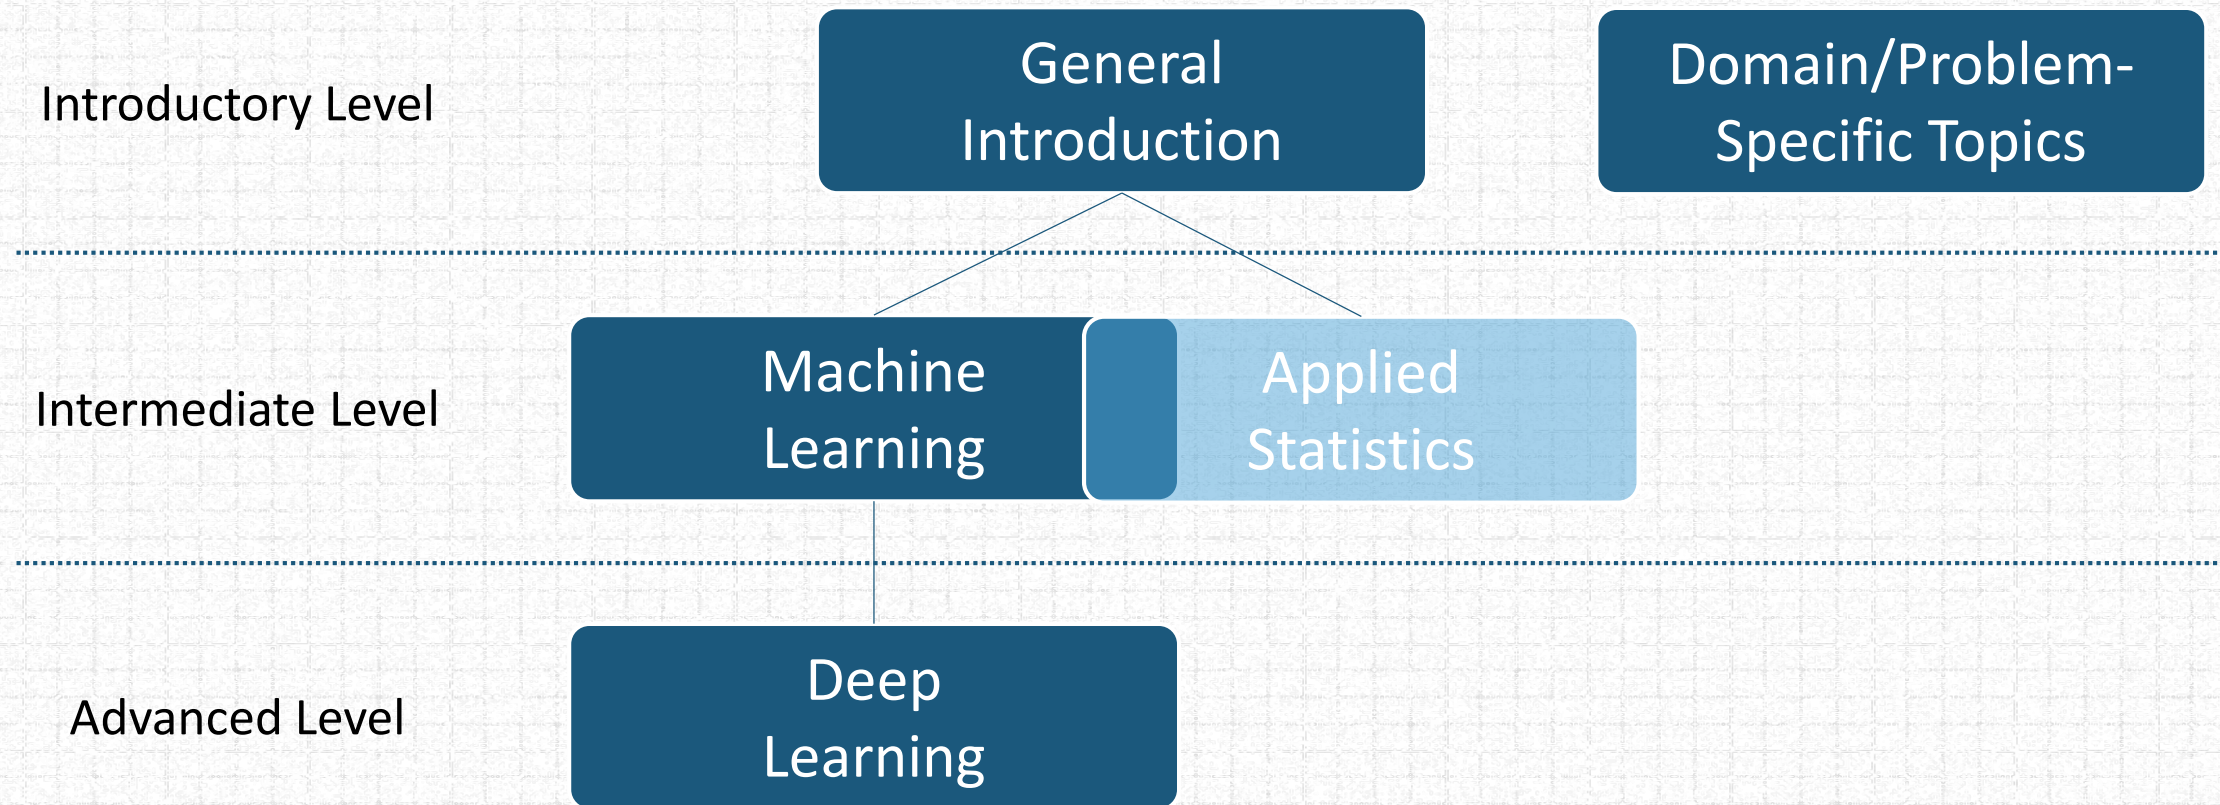 Introductory Level
General
Introduction
Domain/Problem-
Specific Topics
Intermediate Level
Machine
Learning
Applied
Statistics
Advanced Level
Deep
Learning